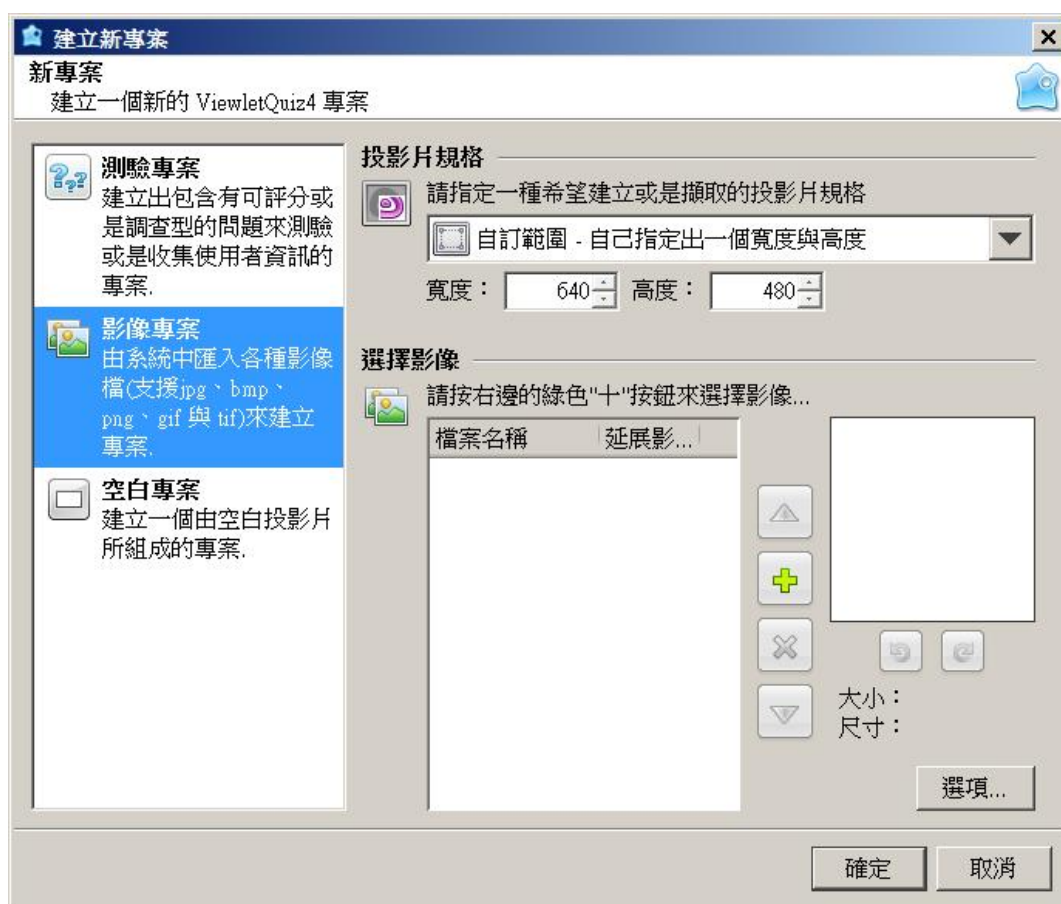 建立新專案
新專案
建立一個新的 ViewletQuiz4 專案
測驗專案
建立出包含有可評分或
是調查型的問題來測驗
或是收集使用者資訊的
專案.
影像專案
由系統中匯入各種影像
檔(支援jpg、bmp、
png、gif 與 tif)來建立
專案.
空白專案
建立一個由空白投影片
所組成的專案.
投影片規格
請指定一種希望建立或是擷取的投影片規格
自訂範圍 - 自己指定出一個寬度與高度
寬度： 640 高度： 480
選擇影像
請按右邊的綠色"十"按鈕來選擇影像...
檔案名稱 延展影...
大小：
尺寸：
選項...
確定 取消